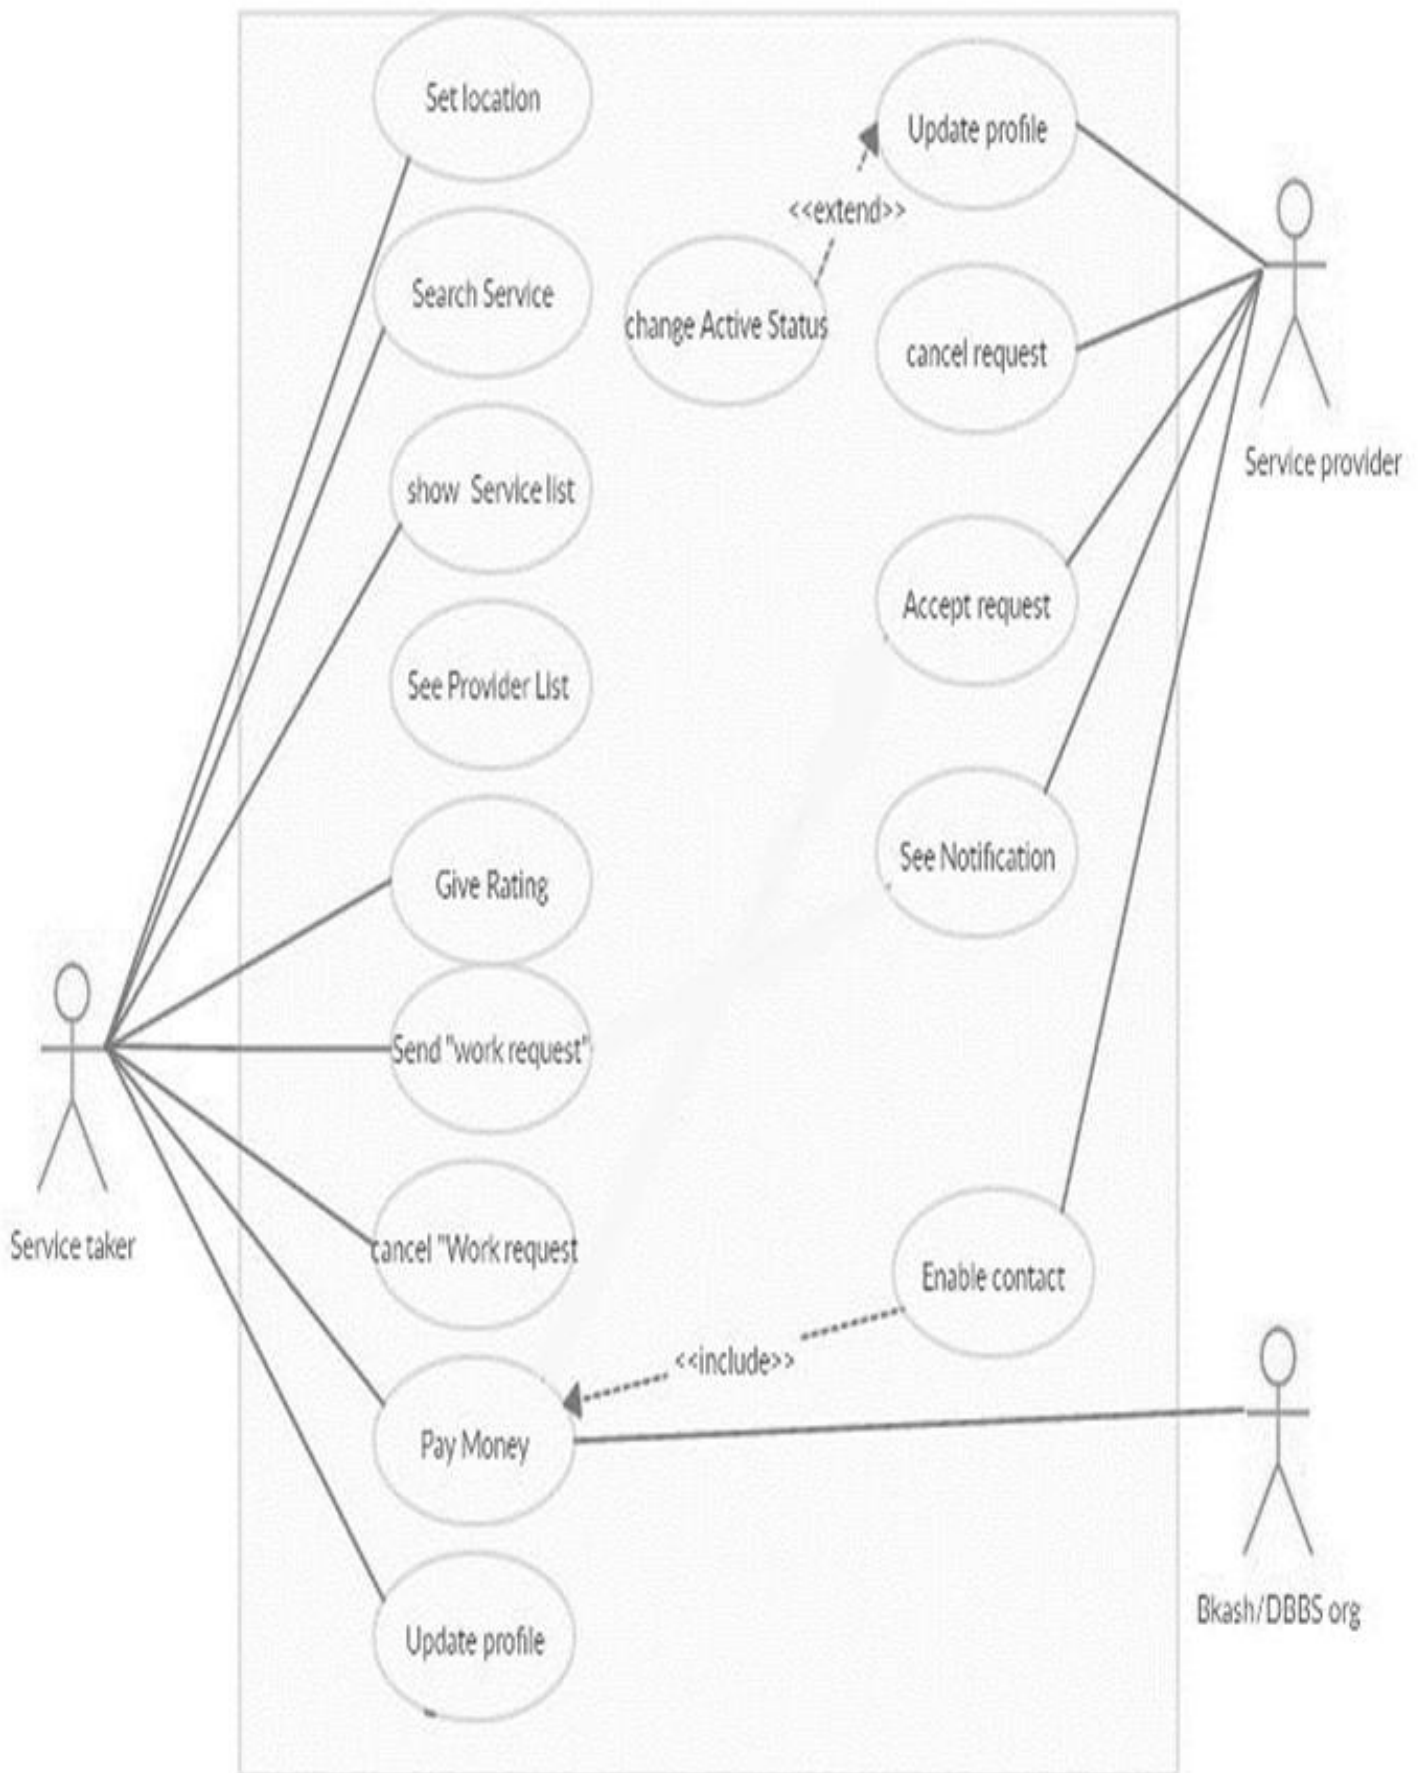 Set location
Update profile
<<extend>>
Search Service
change Active Status
cancel request
Service provider
show Service list
Accept request
See Provider List
See Notification
Give Rating
Send "work request"
Service taker
cancel "Work request
Enable contact
<<include>>
Pay Money
Bkash/DBBS org
Update profile